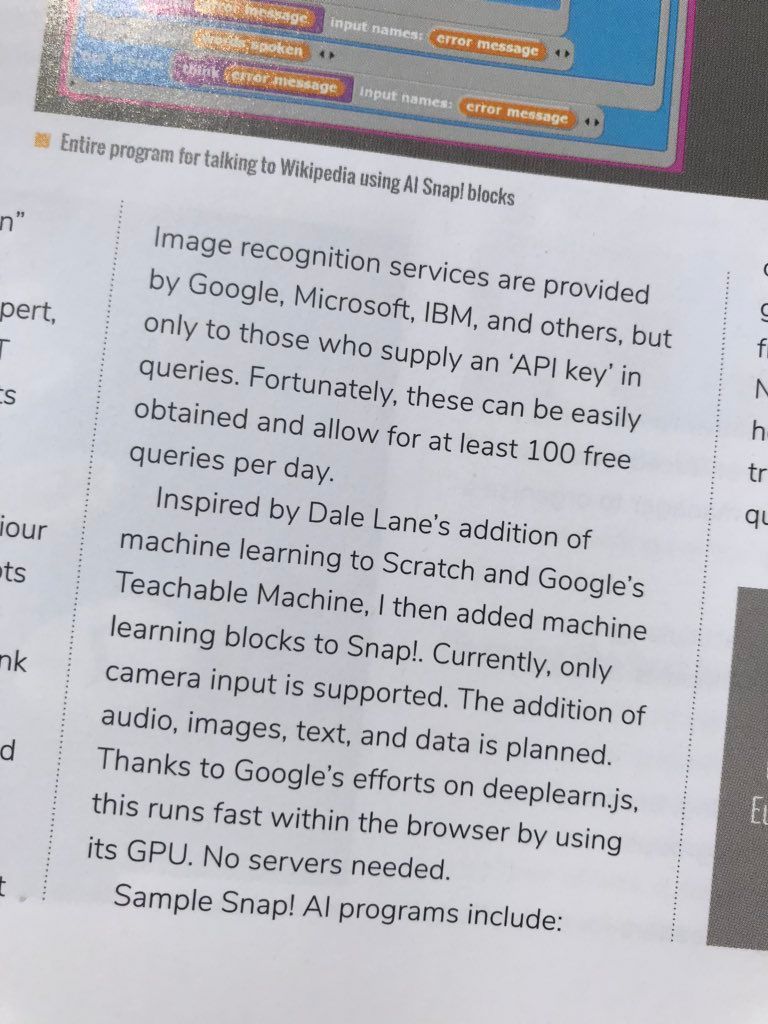 error message input names: error message
words spoken
think error message input names: error message
Entire program for talking to Wikipedia using AI Snap! blocks
n”
pert,
T
ts
iour
ots
nk
d
t
Image recognition services are provided
by Google, Microsoft, IBM, and others, but
only to those who supply an ‘API key’ in
queries. Fortunately, these can be easily
obtained and allow for at least 100 free
queries per day.
Inspired by Dale Lane’s addition of
machine learning to Scratch and Google’s
Teachable Machine, I then added machine
learning blocks to Snap!. Currently, only
camera input is supported. The addition of
audio, images, text, and data is planned.
Thanks to Google’s efforts on deeplearn.js,
this runs fast within the browser by using
its GPU. No servers needed.
Sample Snap! AI programs include:
g
f
N
h
tr
qu